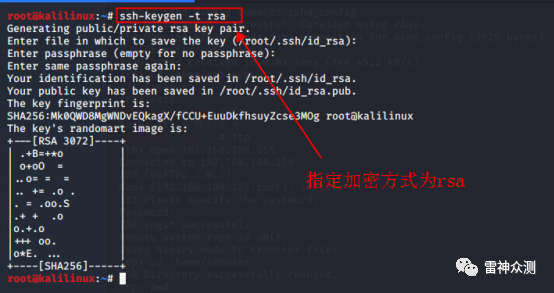 root@kalilinux:~# ssh-keygen -t rsa
Generating public/private rsa key pair.
Enter file in which to save the key (/root/.ssh/id_rsa):
Enter passphrase (empty for no passphrase):
Enter same passphrase again:
Your identification has been saved in /root/.ssh/id_rsa.
Your public key has been saved in /root/.ssh/id_rsa.pub.
The key fingerprint is:
SHA256:Mk0QWD8MgWNDvEQkagX/fCCU+EuuDkfhsuyZcse3MOg root@kalilinux
The key's randomart image is:
+---[RSA 3072]----+
| .+B=+*o |
| o+oO = |
| ..o= = = |
| .. += .o . |
| . = .oo.S |
| .+ + .o |
| o.+.o |
| +++ oo. |
| o*E. ... |
+----[SHA256]-----+
root@kalilinux:~#
指定加密方式为rsa
雷神众测